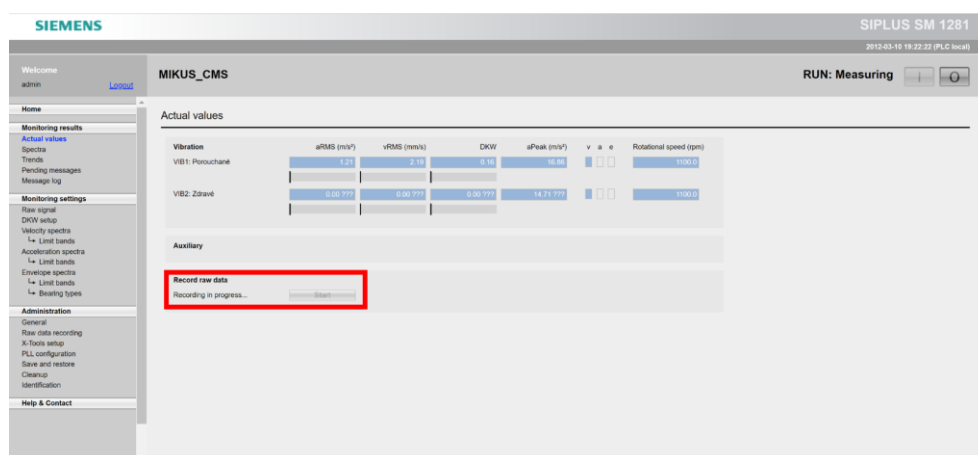 SIEMENS
SIPLUS SM 1281
2012-03-10 19:22:22 (PLC local)
Welcome
admin Logout
MIKUS_CMS
RUN: Measuring
I O
Home
Monitoring results
Actual values
Spectra
Trends
Pending messages
Message log
Monitoring settings
Raw signal
DKW setup
Velocity spectra
Limit bands
Acceleration spectra
Limit bands
Envelope spectra
Limit bands
Bearing types
Administration
General
Raw data recording
X-Tools setup
PLL configuration
Save and restore
Cleanup
Identification
Help & Contact
Actual values
Vibration aRMS (m/s²) vRMS (mm/s) DKW aPeak (m/s²) v a e Rotational speed (rpm)
VIB1: Porouchané 1.21 2.19 9.16 16.86 1100.0
VIB2: Zdravé 0.00 ??? 0.00 ??? 0.00 ??? 14.71 ??? 1100.0
Auxiliary
Record raw data
Recording in progress... Start